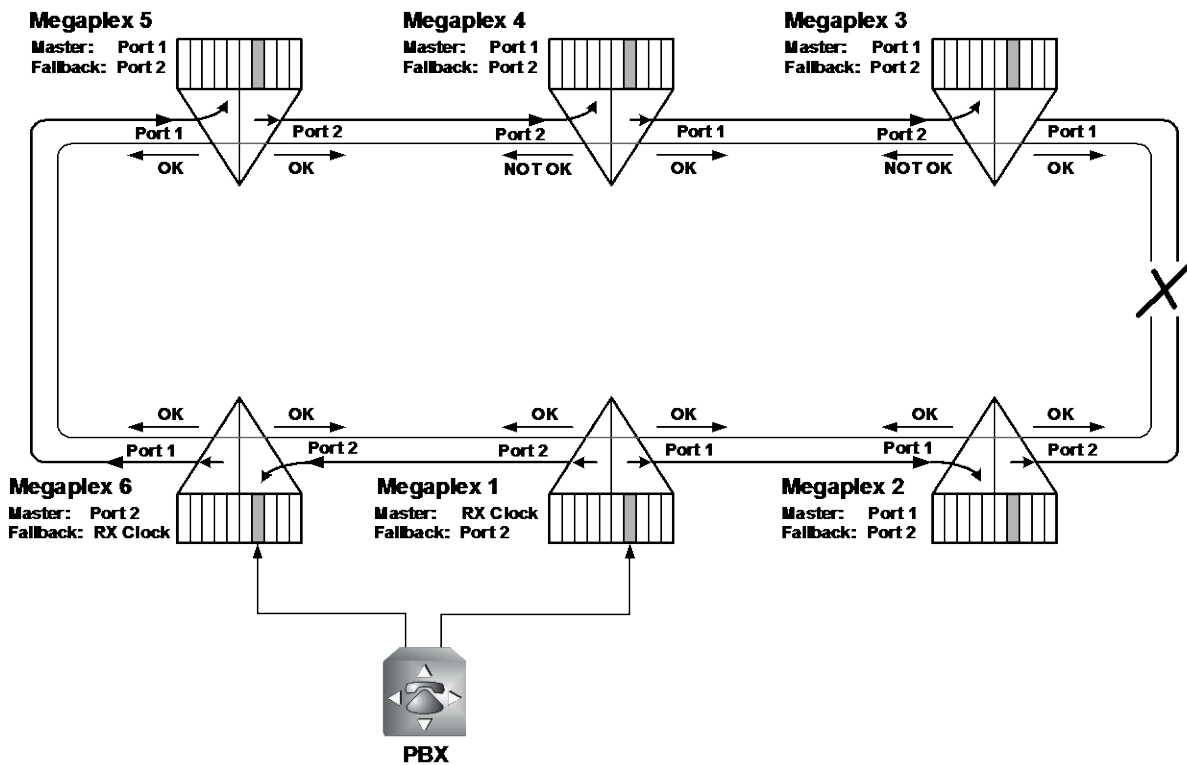 Megaplex 5
Master: Port 1
Fallback: Port 2
Megaplex 4
Master: Port 1
Fallback: Port 2
Megaplex 3
Master: Port 1
Fallback: Port 2
Port 1
Port 2
Port 2
Port 1
Port 2
Port 1
OK
OK
NOT OK
OK
NOT OK
OK
OK
OK
OK
OK
OK
OK
Port 1
Port 2
Port 2
Port 1
Port 1
Port 2
Megaplex 6
Master: Port 2
Fallback: RX Clock
Megaplex 1
Master: RX Clock
Fallback: Port 2
Megaplex 2
Master: Port 1
Fallback: Port 2
PBX